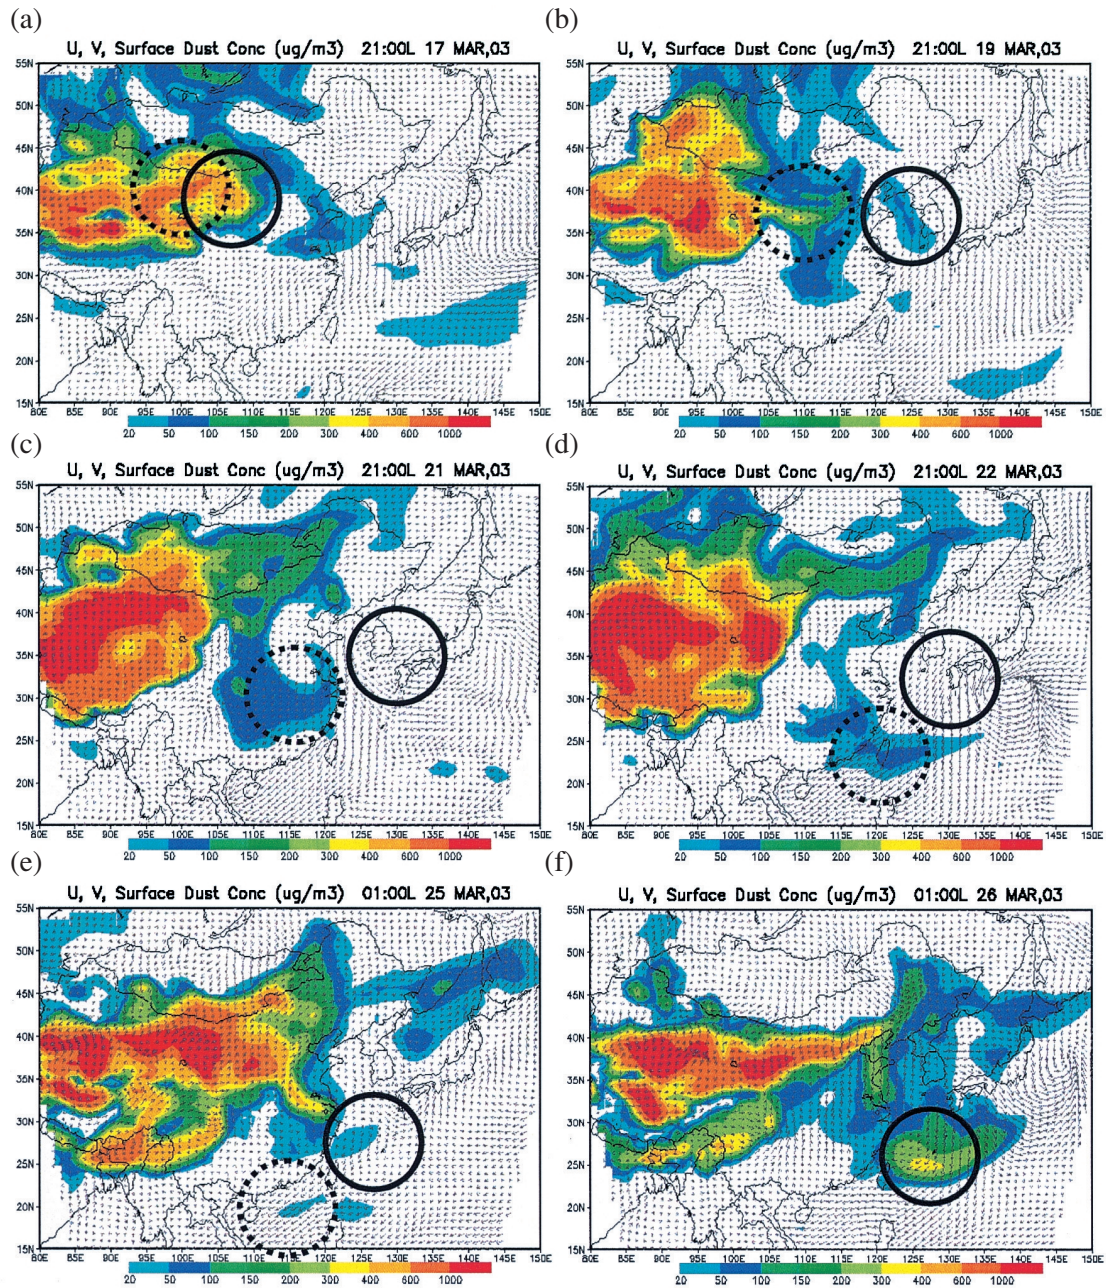 (a)
U, V, Surface Dust Conc (ug/m3) 21:00L 17 MAR,03
55N
50N
45N
40N
35N
30N
25N
20N
15N
80E 85E 90E 95E 100E 105E 110E 115E 120E 125E 130E 135E 140E 145E 150E
20 50 100 150 200 300 400 600 1000
(b)
U, V, Surface Dust Conc (ug/m3) 21:00L 19 MAR,03
55N
50N
45N
40N
35N
30N
25N
20N
15N
80E 85E 90E 95E 100E 105E 110E 115E 120E 125E 130E 135E 140E 145E 150E
20 50 100 150 200 300 400 600 1000
(c)
U, V, Surface Dust Conc (ug/m3) 21:00L 21 MAR,03
55N
50N
45N
40N
35N
30N
25N
20N
15N
80E 85E 90E 95E 100E 105E 110E 115E 120E 125E 130E 135E 140E 145E 150E
20 50 100 150 200 300 400 600 1000
(d)
U, V, Surface Dust Conc (ug/m3) 21:00L 22 MAR,03
55N
50N
45N
40N
35N
30N
25N
20N
15N
80E 85E 90E 95E 100E 105E 110E 115E 120E 125E 130E 135E 140E 145E 150E
20 50 100 150 200 300 400 600 1000
(e)
U, V, Surface Dust Conc (ug/m3) 01:00L 25 MAR,03
55N
50N
45N
40N
35N
30N
25N
20N
15N
80E 85E 90E 95E 100E 105E 110E 115E 120E 125E 130E 135E 140E 145E 150E
20 50 100 150 200 300 400 600 1000
(f)
U, V, Surface Dust Conc (ug/m3) 01:00L 26 MAR,03
55N
50N
45N
40N
35N
30N
25N
20N
15N
80E 85E 90E 95E 100E 105E 110E 115E 120E 125E 130E 135E 140E 145E 150E
20 50 100 150 200 300 400 600 1000